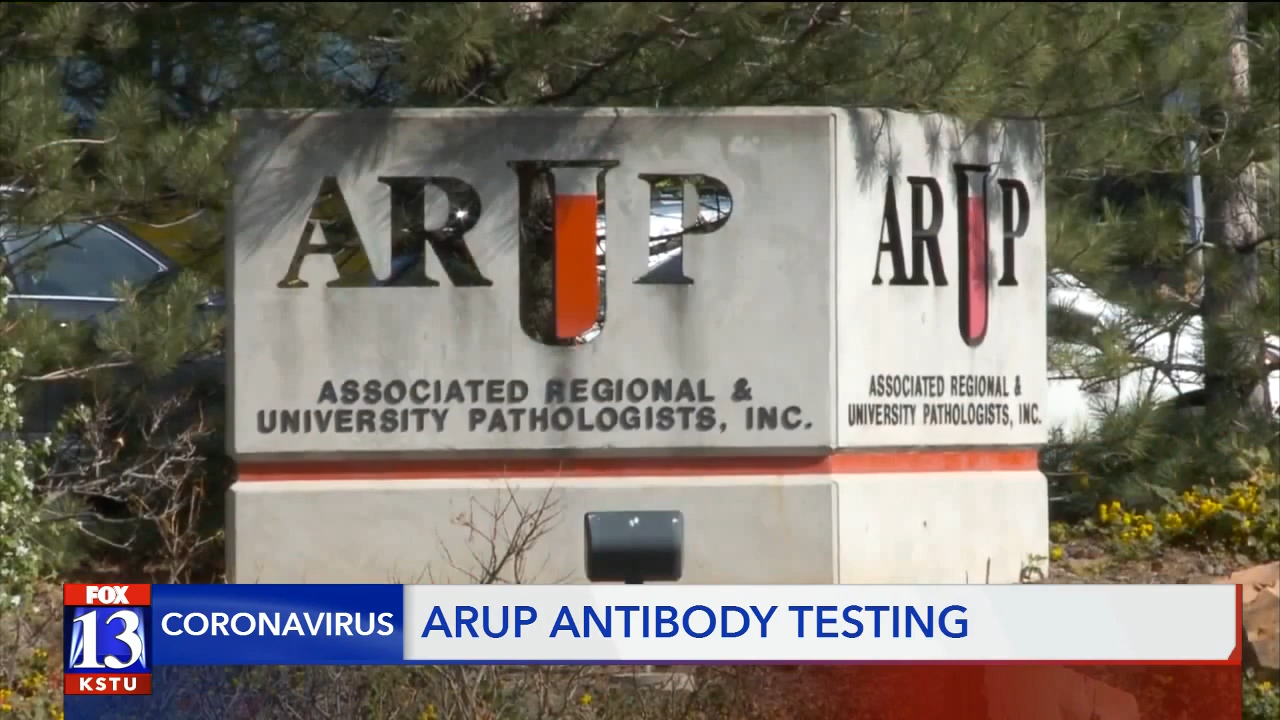 ARUP
ASSOCIATED REGIONAL &
UNIVERSITY PATHOLOGISTS, INC.
ARUP
ASSOCIATED REGIONAL &
UNIVERSITY PATHOLOGISTS, INC.
FOX
13
KSTU
CORONAVIRUS
ARUP ANTIBODY TESTING